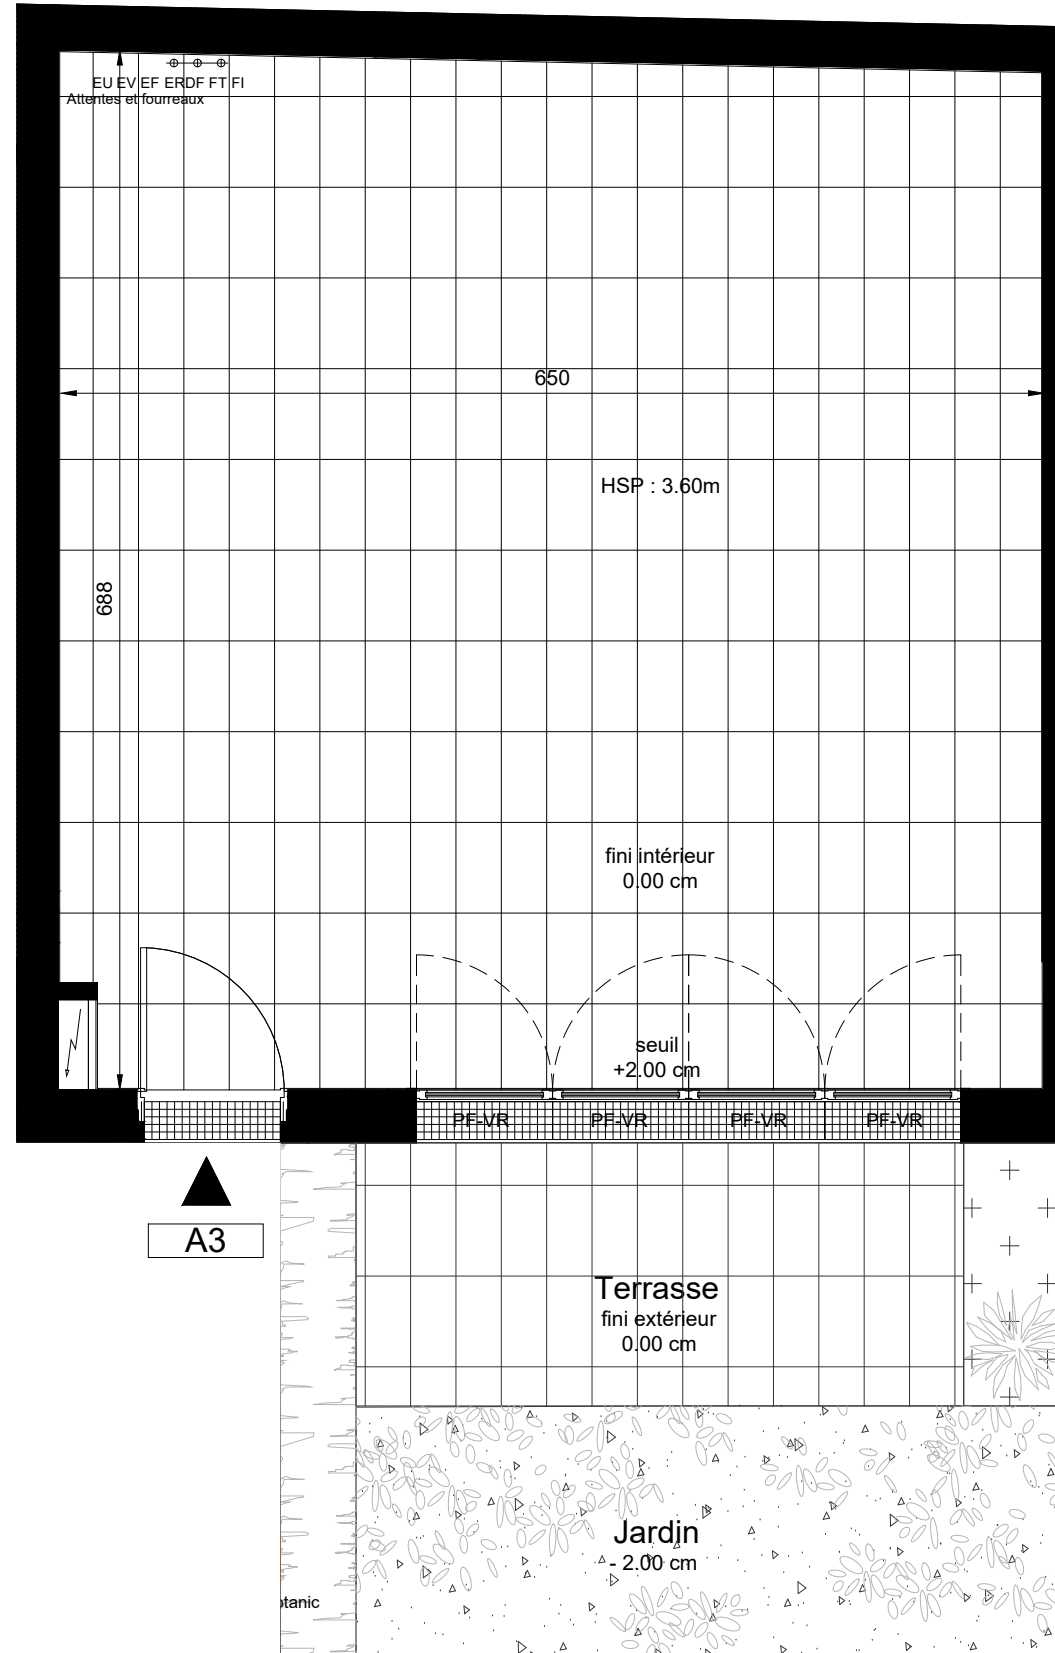 EU EV EF ERDF FT FI
Attentes et fourreaux
650
HSP : 3.60m
688
fini intérieur
0.00 cm
seuil
+2.00 cm
PF-VR PF-VR PF-VR PF-VR
A3
Terrasse
fini extérieur
0.00 cm
Jardin
- 2.00 cm
otanic